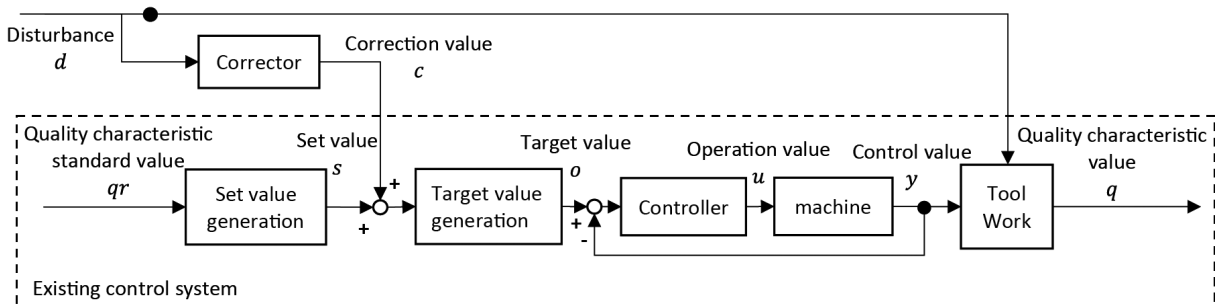 Disturbance
d
Corrector
Correction value
c
Quality characteristic
standard value
qr
Set value
generation
Set value
s
+
+
Target value
generation
Target value
o
+
-
Controller
Operation value
u
machine
Control value
y
Tool
Work
Quality characteristic
value
q
Existing control system